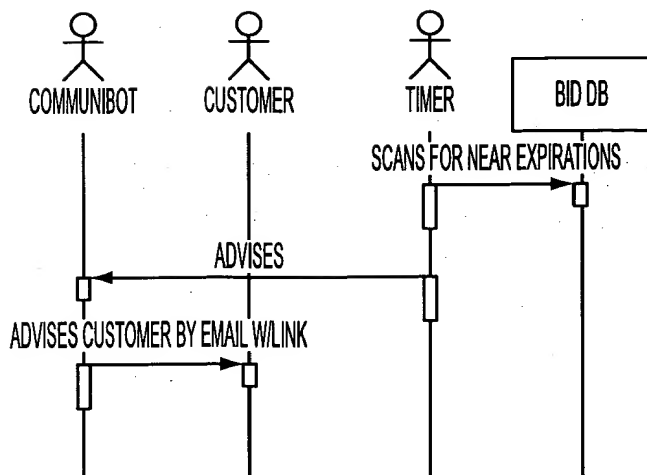 COMMUNIBOT
CUSTOMER
TIMER
BID DB
SCANS FOR NEAR EXPIRATIONS
ADVISES
ADVISES CUSTOMER BY EMAIL W/LINK